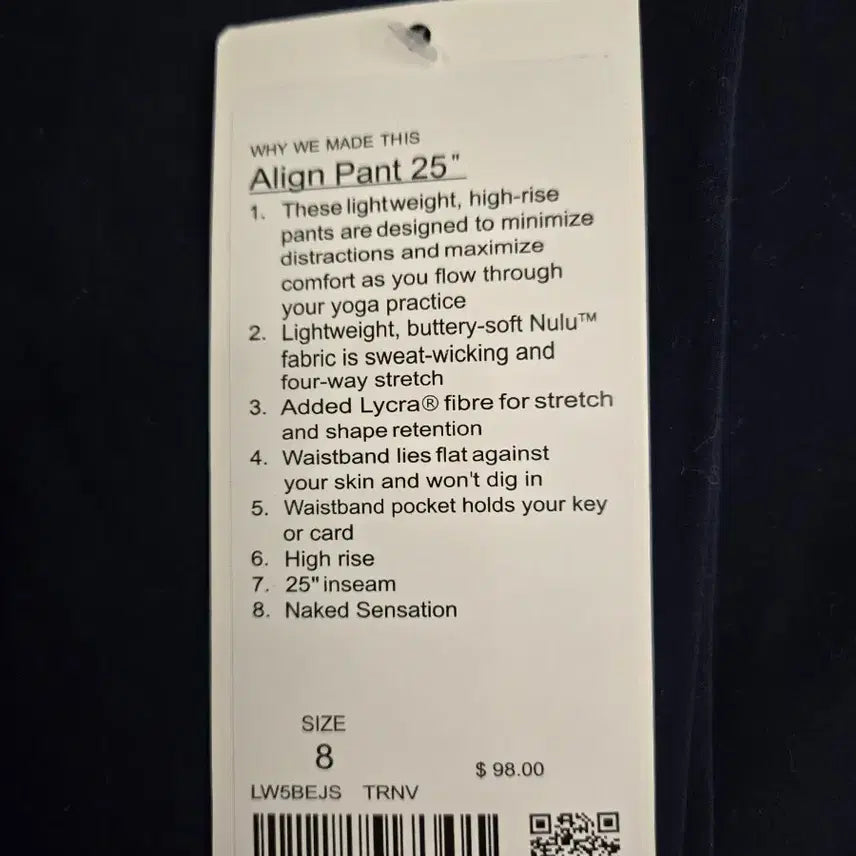 WHY WE MADE THIS
Align Pant 25"
1. These lightweight, high-rise
pants are designed to minimize
distractions and maximize
comfort as you flow through
your yoga practice
2. Lightweight, buttery-soft Nulu™
fabric is sweat-wicking and
four-way stretch
3. Added Lycra® fibre for stretch
and shape retention
4. Waistband lies flat against
your skin and won't dig in
5. Waistband pocket holds your key
or card
6. High rise
7. 25" inseam
8. Naked Sensation
SIZE
8
$ 98.00
LW5BEJS TRNV